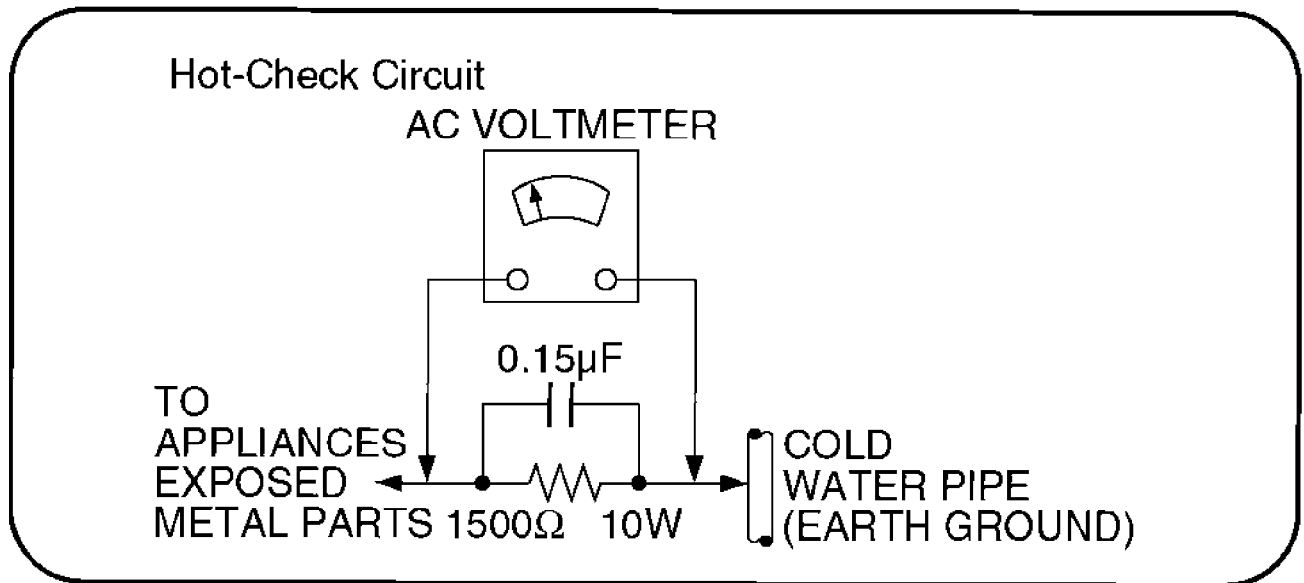 Hot-Check Circuit
AC VOLTMETER
0.15µF
TO
APPLIANCES
EXPOSED
METAL PARTS
1500Ω 10W
COLD
WATER PIPE
(EARTH GROUND)